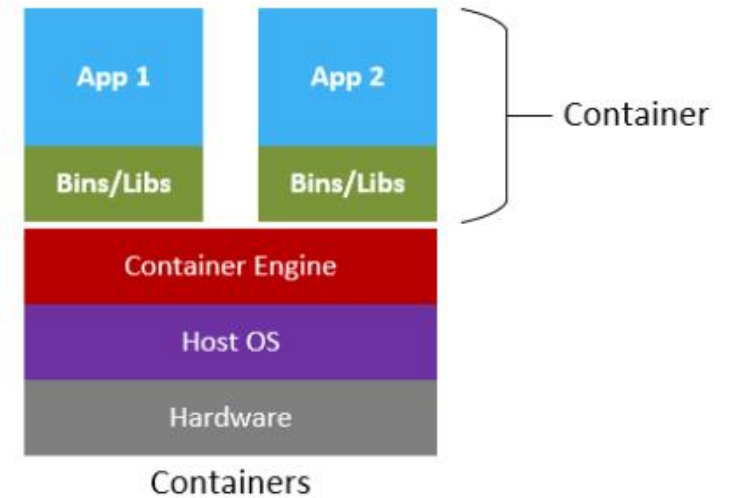 App 1
App 2
Container
Bins/Libs
Bins/Libs
Container Engine
Host OS
Hardware
Containers